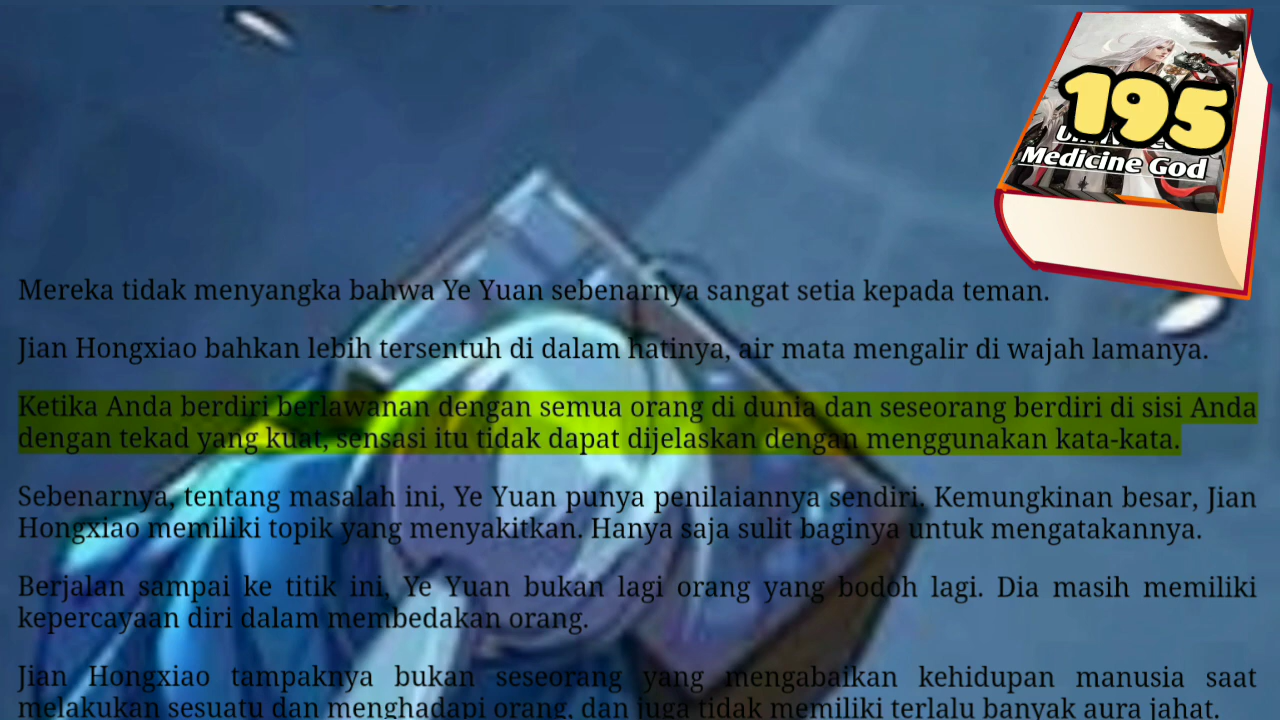 195
Medicine God
Mereka tidak menyangka bahwa Ye Yuan sebenarnya sangat setia kepada teman.
Jian Hongxiao bahkan lebih tersentuh di dalam hatinya, air mata mengalir di wajah lamanya.
Ketika Anda berdiri berlawanan dengan semua orang di dunia dan seseorang berdiri di sisi Anda
dengan tekad yang kuat, sensasi itu tidak dapat dijelaskan dengan menggunakan kata-kata.
Sebenarnya, tentang masalah ini, Ye Yuan punya penilaiannya sendiri. Kemungkinan besar, Jian
Hongxiao memiliki topik yang menyakitkan. Hanya saja sulit baginya untuk mengatakannya.
Berjalan sampai ke titik ini, Ye Yuan bukan lagi orang yang bodoh lagi. Dia masih memiliki
kepercayaan diri dalam membedakan orang.
Jian Hongxiao tampaknya bukan seseorang yang mengabaikan kehidupan manusia saat
melakukan sesuatu dan menghadapi orang, dan juga tidak memiliki terlalu banyak aura jahat.